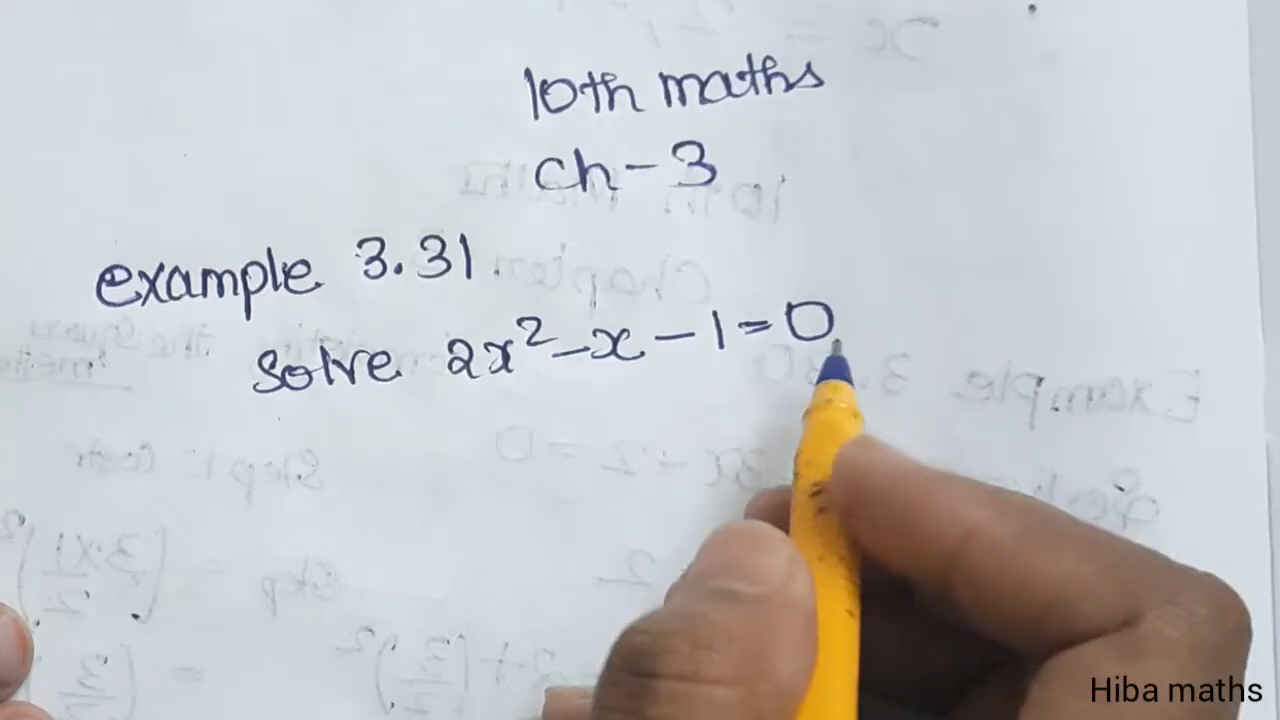 10th maths
ch-3
example 3.31.
solve 2x²-x-1=0
Hiba maths